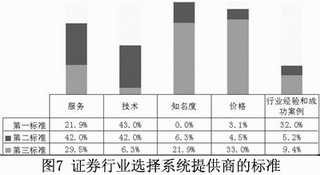 服务 技术 知名度 价格 行业经验和成
功案例
第一标准 21.9% 43.0% 0.0% 3.1% 32.0%
第二标准 42.0% 42.0% 6.3% 4.5% 5.2%
第三标准 29.5% 6.3% 21.9% 33.0% 9.4%
图7 证券行业选择系统提供商的标准